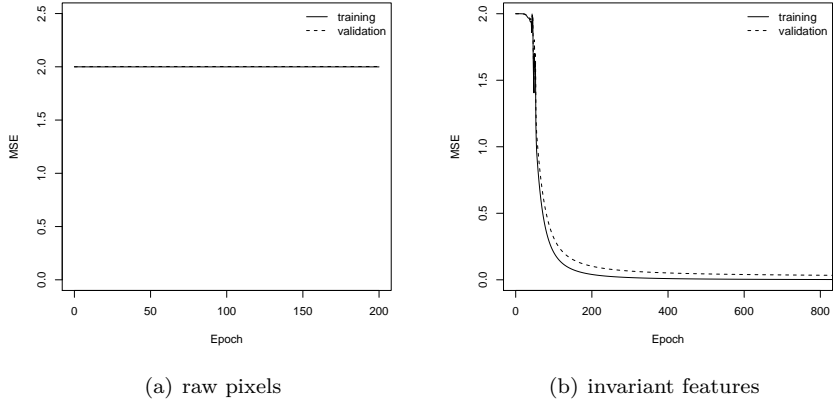 2.5
2.0
1.5
1.0
0.5
0.0
MSE
training
validation
0 50 100 150 200
Epoch
(a) raw pixels
2.0
1.5
1.0
0.5
0.0
MSE
training
validation
0 200 400 600 800
Epoch
(b) invariant features